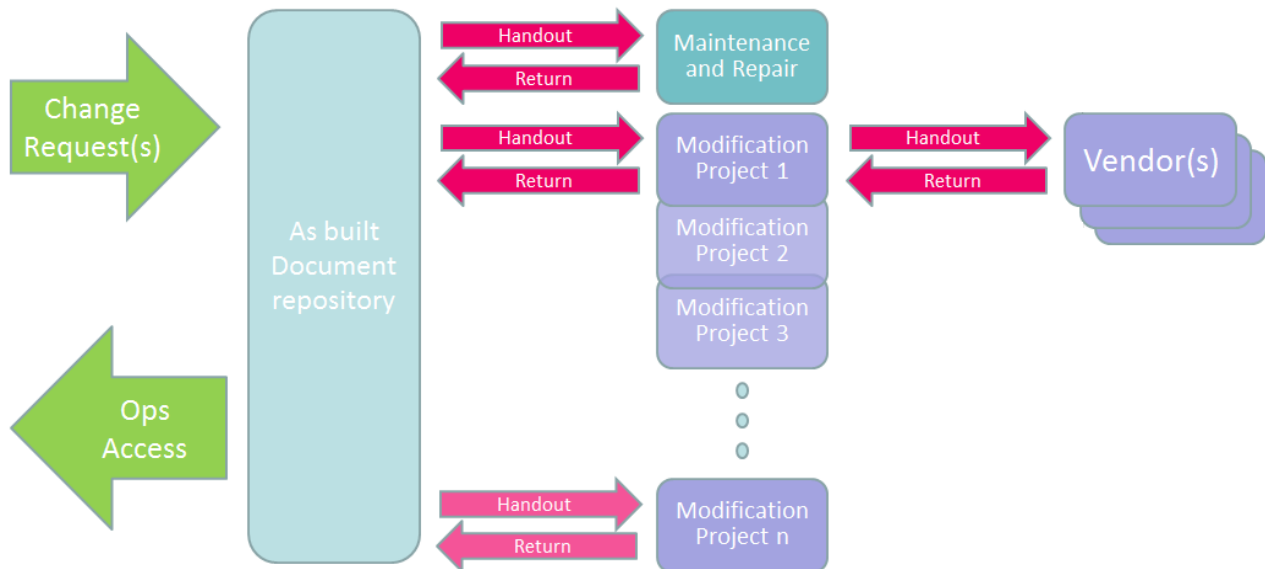 Change
Request(s)
Ops
Access
As built
Document
repository
Handout
Return
Maintenance
and Repair
Handout
Return
Modification
Project 1
Handout
Return
Vendor(s)
Modification
Project 2
Modification
Project 3
Handout
Return
Modification
Project n